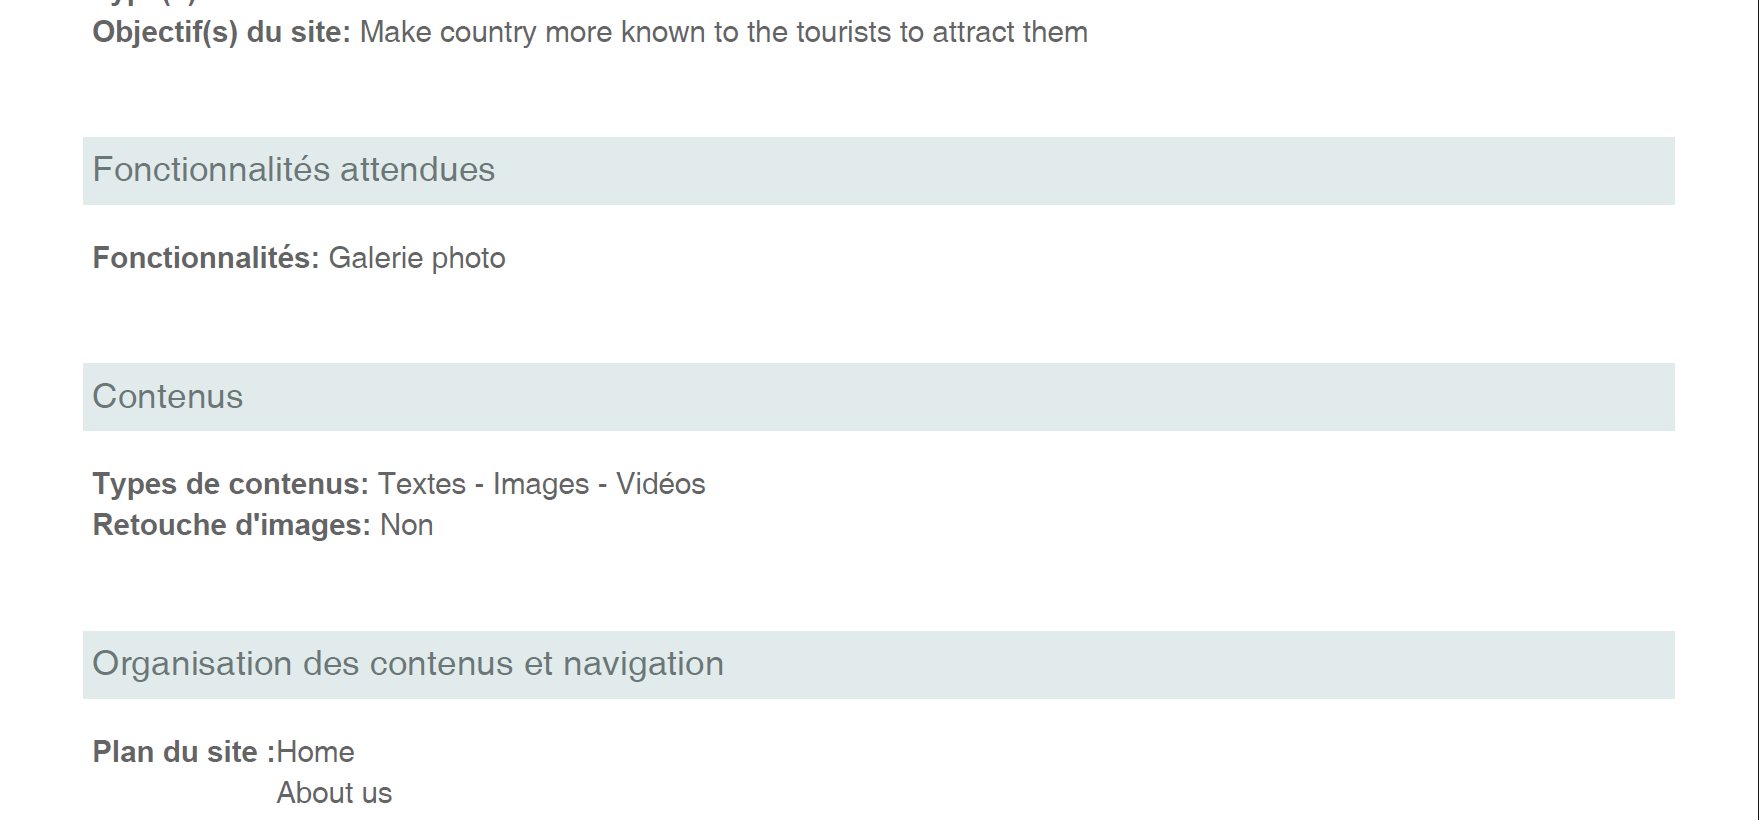 Objectif(s) du site: Make country more known to the tourists to attract them
Fonctionnalités attendues
Fonctionnalités: Galerie photo
Contenus
Types de contenus: Textes - Images - Vidéos
Retouche d'images: Non
Organisation des contenus et navigation
Plan du site :Home
About us